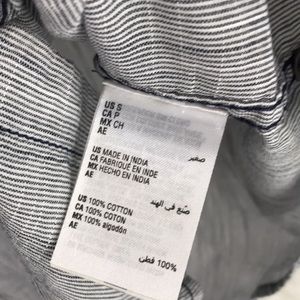 US S
CA P
MX CH
AE
صغير
US MADE IN INDIA
CA FABRIQUÉ EN INDE
MX HECHO EN INDIA
AE
صنع في الهند
US 100% COTTON
CA 100% COTON
MX 100% algodón
AE
100% قطن